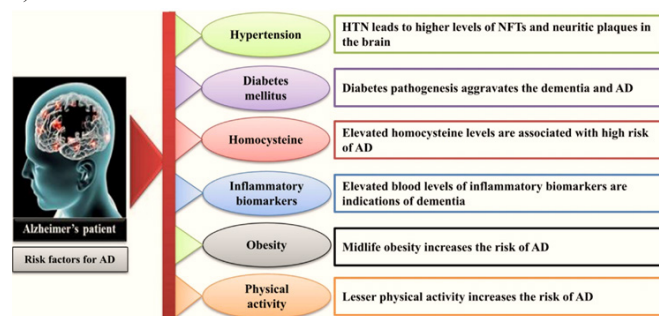 Hypertension
HTN leads to higher levels of NFTs and neuritic plaques in
the brain
Diabetes
mellitus
Diabetes pathogenesis aggravates the dementia and AD
Homocysteine
Elevated homocysteine levels are associated with high risk
of AD
Inflammatory
biomarkers
Elevated blood levels of inflammatory biomarkers are
indications of dementia
Alzheimer's patient
Risk factors for AD
Obesity
Midlife obesity increases the risk of AD
Physical
activity
Lesser physical activity increases the risk of AD